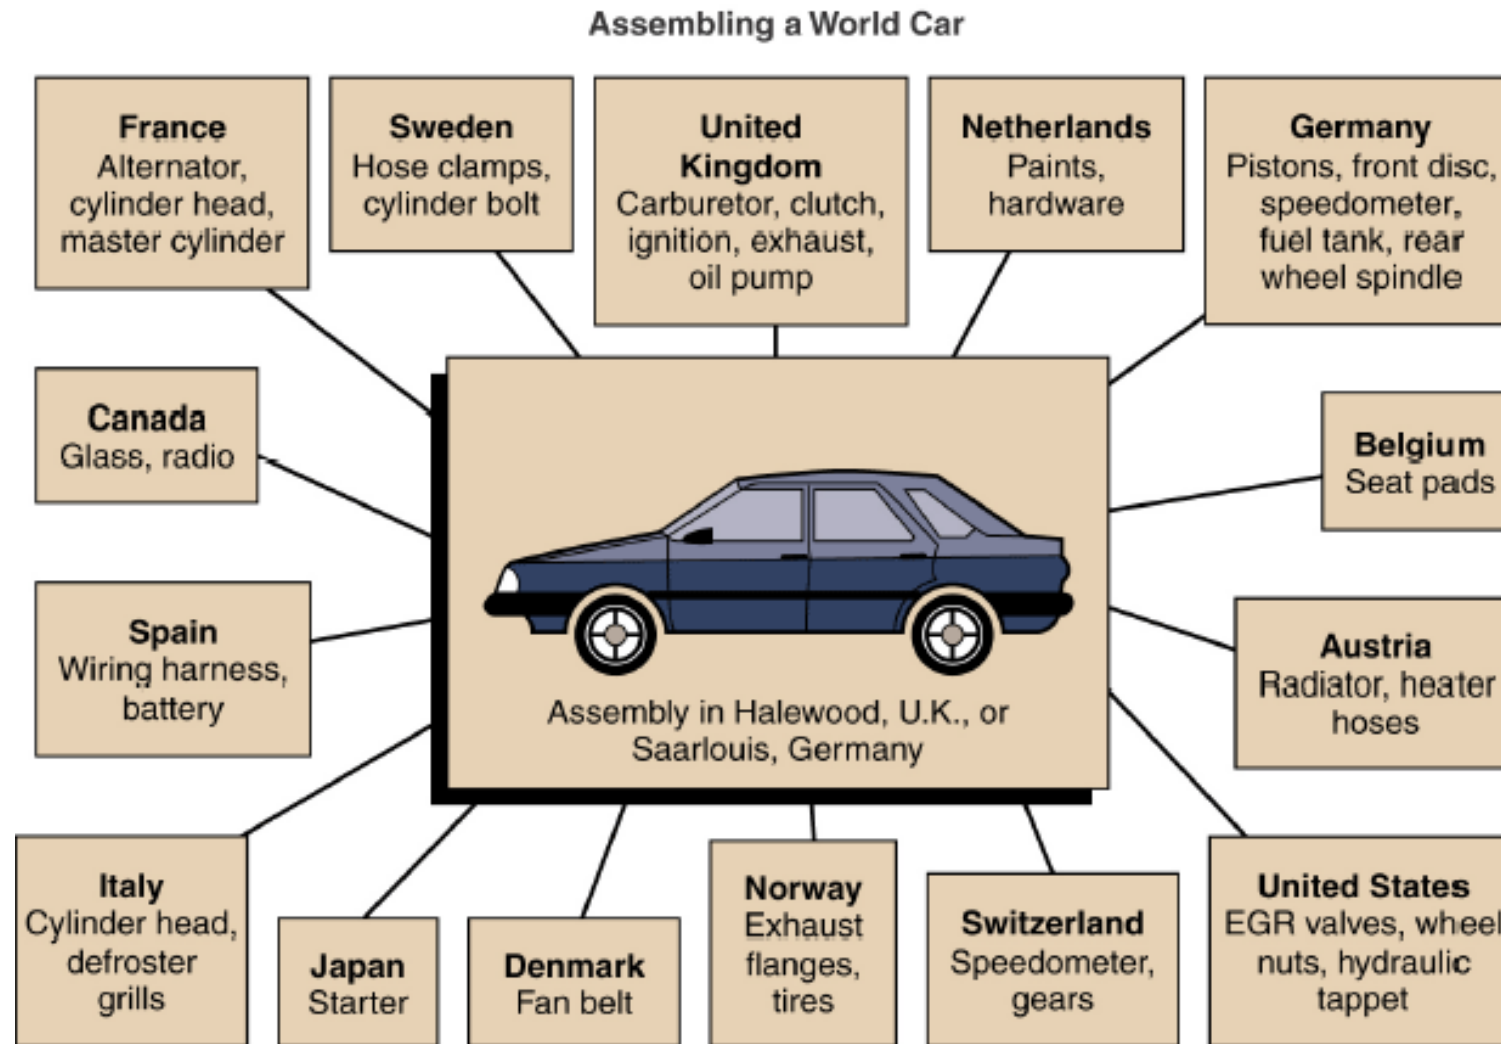 Assembling a World Car
France
Alternator,
cylinder head,
master cylinder
Sweden
Hose clamps,
cylinder bolt
United
Kingdom
Carburetor, clutch,
ignition, exhaust,
oil pump
Netherlands
Paints,
hardware
Germany
Pistons, front disc,
speedometer,
fuel tank, rear
wheel spindle
Canada
Glass, radio
Belgium
Seat pads
Spain
Wiring harness,
battery
Austria
Radiator, heater
hoses
Assembly in Halewood, U.K., or
Saarlouis, Germany
Italy
Cylinder head,
defroster
grills
Japan
Starter
Denmark
Fan belt
Norway
Exhaust
flanges,
tires
Switzerland
Speedometer,
gears
United States
EGR valves, wheel
nuts, hydraulic
tappet